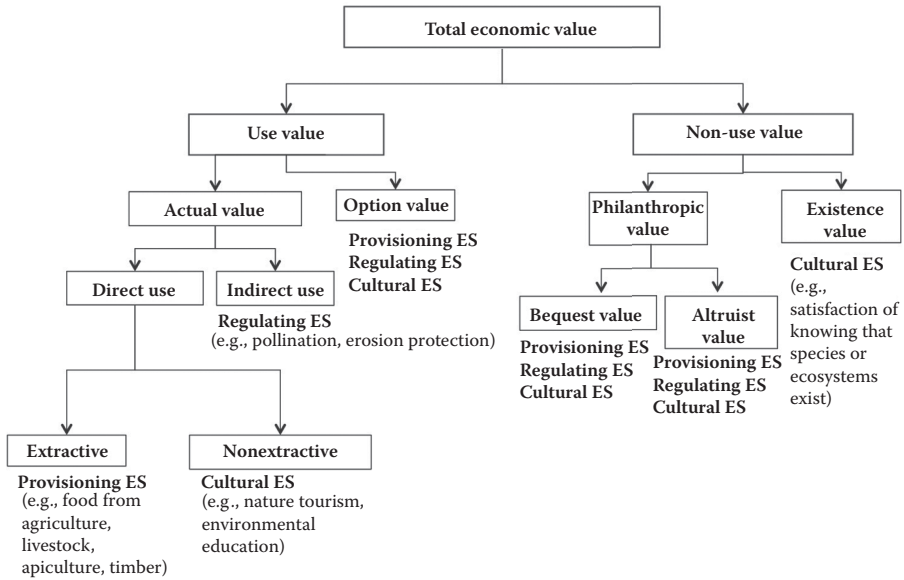 Total economic value
Use value
Non-use value
Actual value
Option value
Provisioning ES
Regulating ES
Cultural ES
Philanthropic
value
Existence
value
Cultural ES
(e.g.,
satisfaction of
knowing that
species or
ecosystems
exist)
Direct use
Indirect use
Regulating ES
(e.g., pollination, erosion protection)
Bequest value
Provisioning ES
Regulating ES
Cultural ES
Altruist
value
Provisioning ES
Regulating ES
Cultural ES
Extractive
Provisioning ES
(e.g., food from
agriculture,
livestock,
apiculture, timber)
Nonextractive
Cultural ES
(e.g., nature tourism,
environmental
education)